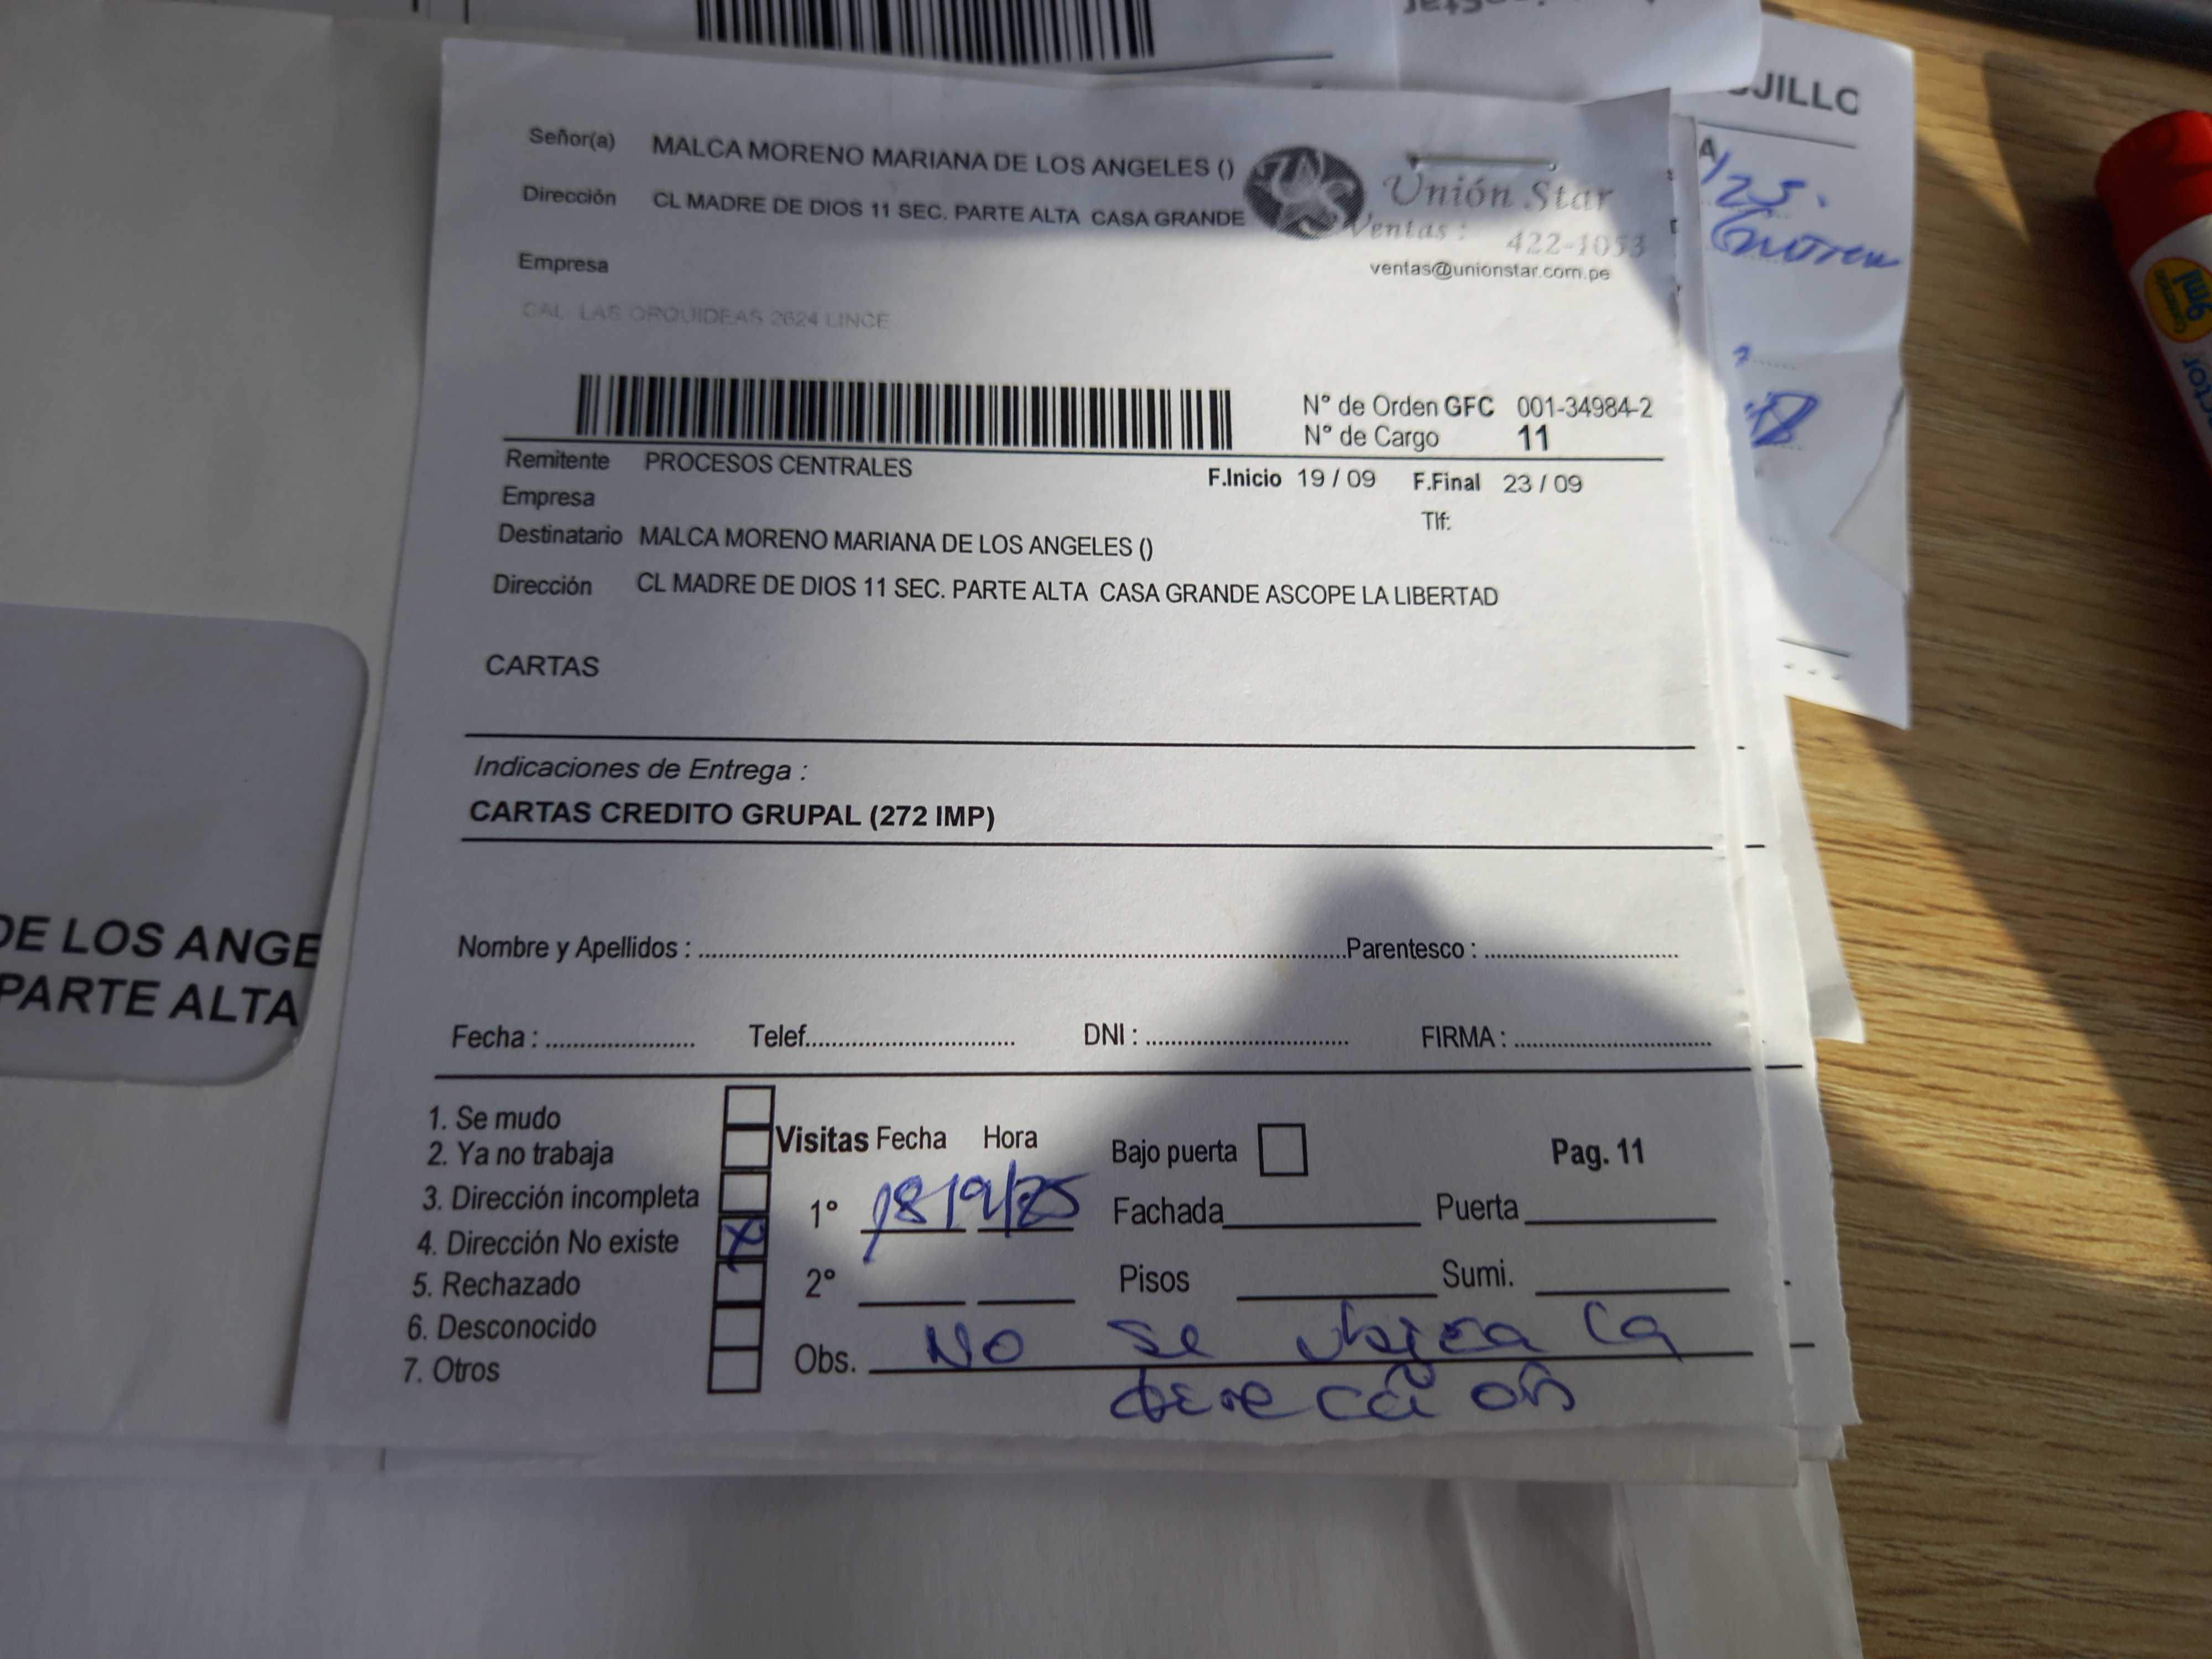 Señor(a) MALCA MORENO MARIANA DE LOS ANGELES ()
Dirección CL MADRE DE DIOS 11 SEC. PARTE ALTA CASA GRANDE
Unión Star
Ventas : 422-1053
ventas@unionstar.com.pe
Empresa
CAL LAS ORQUIDEAS 2624 LINCE
N° de Orden GFC 001-34984-2
N° de Cargo 11
Remitente PROCESOS CENTRALES
F.Inicio 19 / 09 F.Final 23 / 09
Empresa
Tlf:
Destinatario MALCA MORENO MARIANA DE LOS ANGELES ()
Dirección CL MADRE DE DIOS 11 SEC. PARTE ALTA CASA GRANDE ASCOPE LA LIBERTAD
CARTAS
Indicaciones de Entrega :
CARTAS CREDITO GRUPAL (272 IMP)
Nombre y Apellidos : Parentesco :
Fecha : Telef. DNI : FIRMA :
1. Se mudo
2. Ya no trabaja
3. Dirección incompleta
4. Dirección No existe X
5. Rechazado
6. Desconocido
7. Otros
Visitas Fecha Hora Bajo puerta Pag. 11
1° 18/9/25 Fachada Puerta
2° Pisos Sumi.
Obs. No se ubica la
dirección
DE LOS ANGE
PARTE ALTA
JILLO
A
/25.